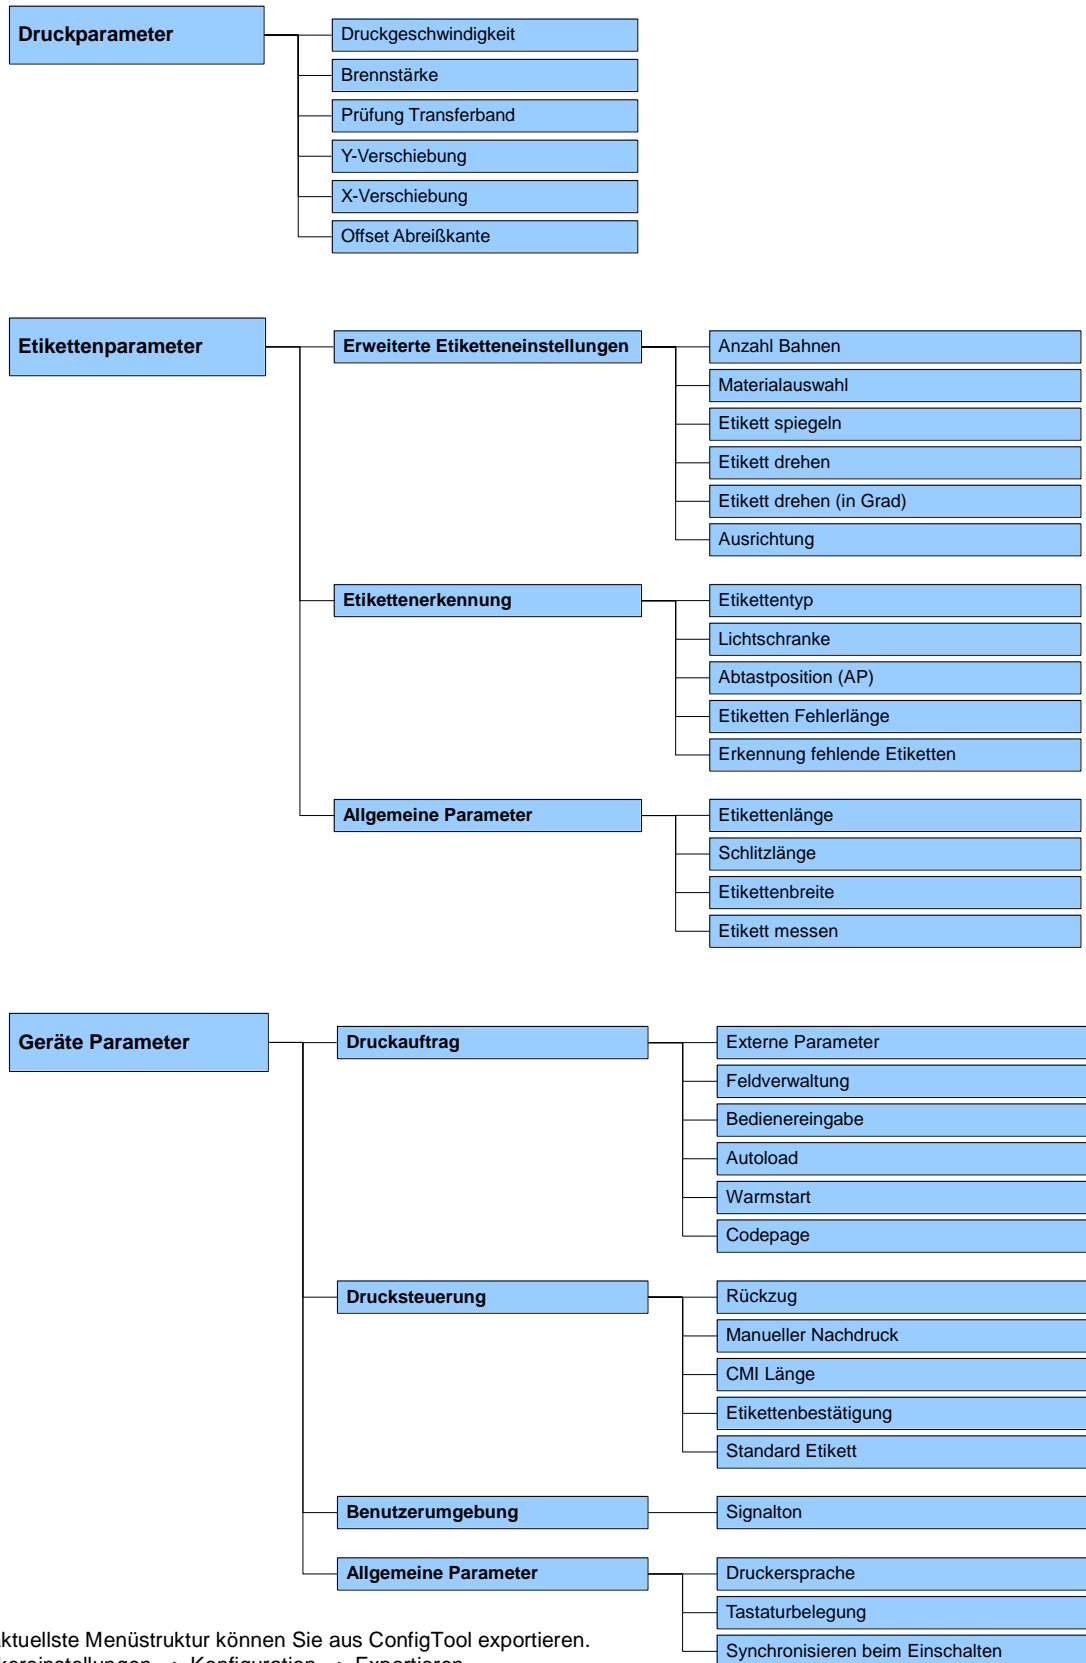 Druckparameter
Druckgeschwindigkeit
Brennstärke
Prüfung Transferband
Y-Verschiebung
X-Verschiebung
Offset Abreißkante
Etikettenparameter
Erweiterte Etiketteneinstellungen
Anzahl Bahnen
Materialauswahl
Etikett spiegeln
Etikett drehen
Etikett drehen (in Grad)
Ausrichtung
Etikettenerkennung
Etikettentyp
Lichtschranke
Abtastposition (AP)
Etiketten Fehlerlänge
Erkennung fehlende Etiketten
Allgemeine Parameter
Etikettenlänge
Schlitzlänge
Etikettenbreite
Etikett messen
Geräte Parameter
Druckauftrag
Externe Parameter
Feldverwaltung
Bedienereingabe
Autoload
Warmstart
Codepage
Drucksteuerung
Rückzug
Manueller Nachdruck
CMI Länge
Etikettenbestätigung
Standard Etikett
Benutzerumgebung
Signalton
Allgemeine Parameter
Druckersprache
Tastaturbelegung
Synchronisieren beim Einschalten
aktuellste Menüstruktur können Sie aus ConfigTool exportieren.
Konfiguration --> Exportieren